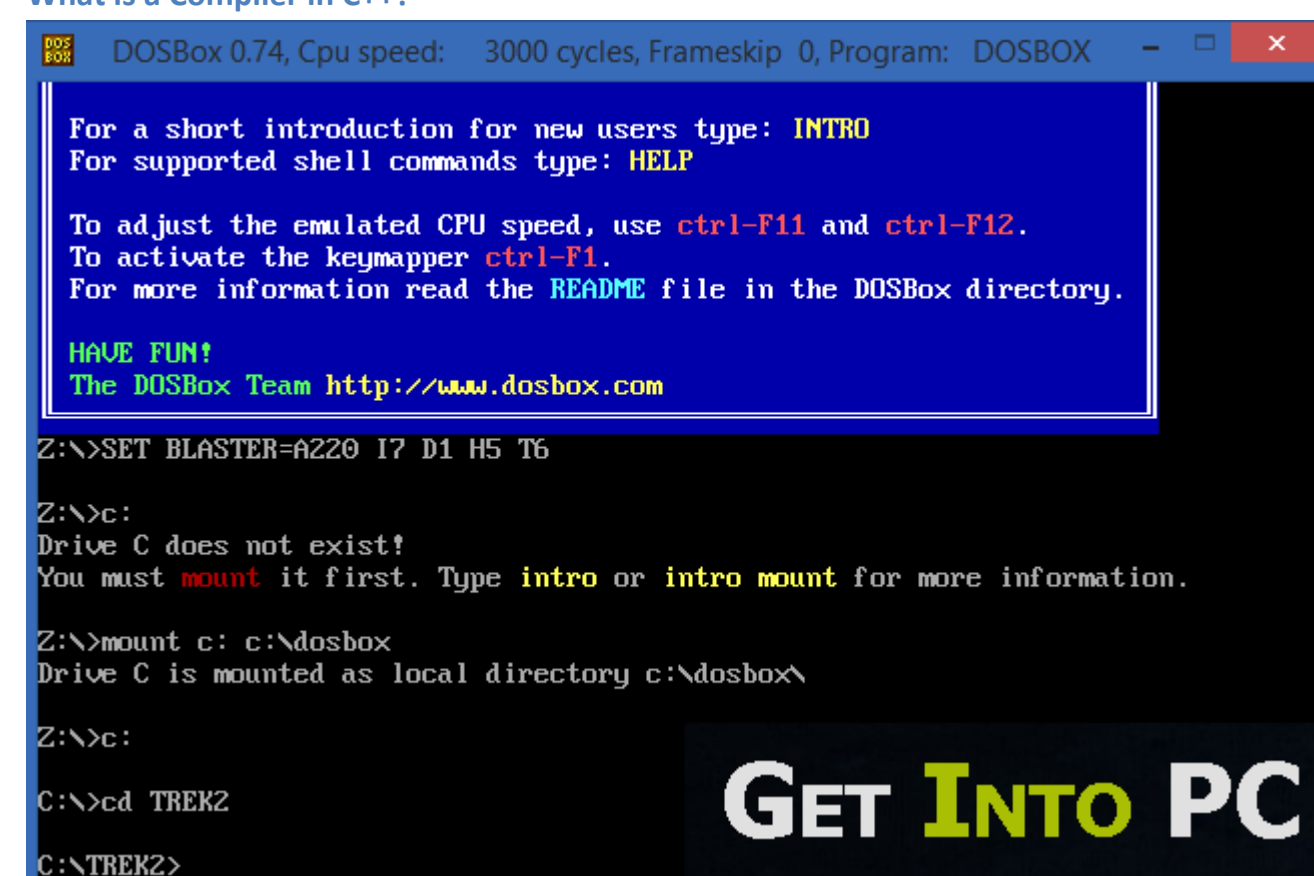 What is a Compiler in C++?
DOS BOX DOSBox 0.74, Cpu speed: 3000 cycles, Frameskip 0, Program: DOSBOX
For a short introduction for new users type: INTRO
For supported shell commands type: HELP
To adjust the emulated CPU speed, use ctrl-F11 and ctrl-F12.
To activate the keymapper ctrl-F1.
For more information read the README file in the DOSBox directory.
HAVE FUN!
The DOSBox Team http://www.dosbox.com
Z:\>SET BLASTER=A220 I7 D1 H5 T6
Z:\>c:
Drive C does not exist!
You must mount it first. Type intro or intro mount for more information.
Z:\>mount c: c:\dosbox
Drive C is mounted as local directory c:\dosbox\
Z:\>c:
C:\>cd TREK2
C:\TREK2>
GET INTO PC